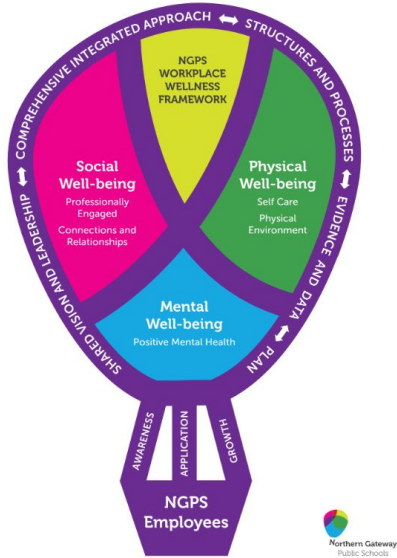 COMPREHENSIVE INTEGRATED APPROACH
STRUCTURES AND PROCESSES
EVIDENCE AND DATA
PLAN
SHARED VISION AND LEADERSHIP
NGPS
WORKPLACE
WELLNESS
FRAMEWORK
Social
Well-being
Professionally
Engaged
Connections and
Relationships
Physical
Well-being
Self Care
Physical
Environment
Mental
Well-being
Positive Mental Health
AWARENESS
APPLICATION
GROWTH
NGPS
Employees
Northern Gateway
Public Schools